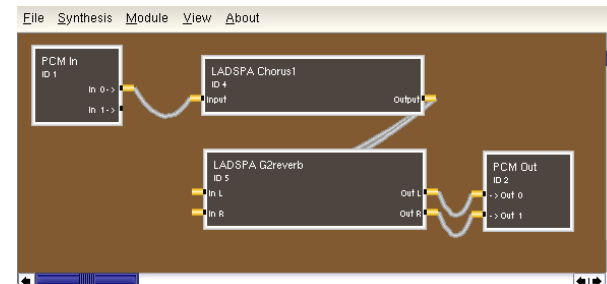 File Synthesis Module View About
PCM In
ID 1
In 0->
In 1->
LADSPA Chorus1
ID 4
Input Output
LADSPA G2reverb
ID 5
In L Out L
In R Out R
PCM Out
ID 2
-> Out 0
-> Out 1